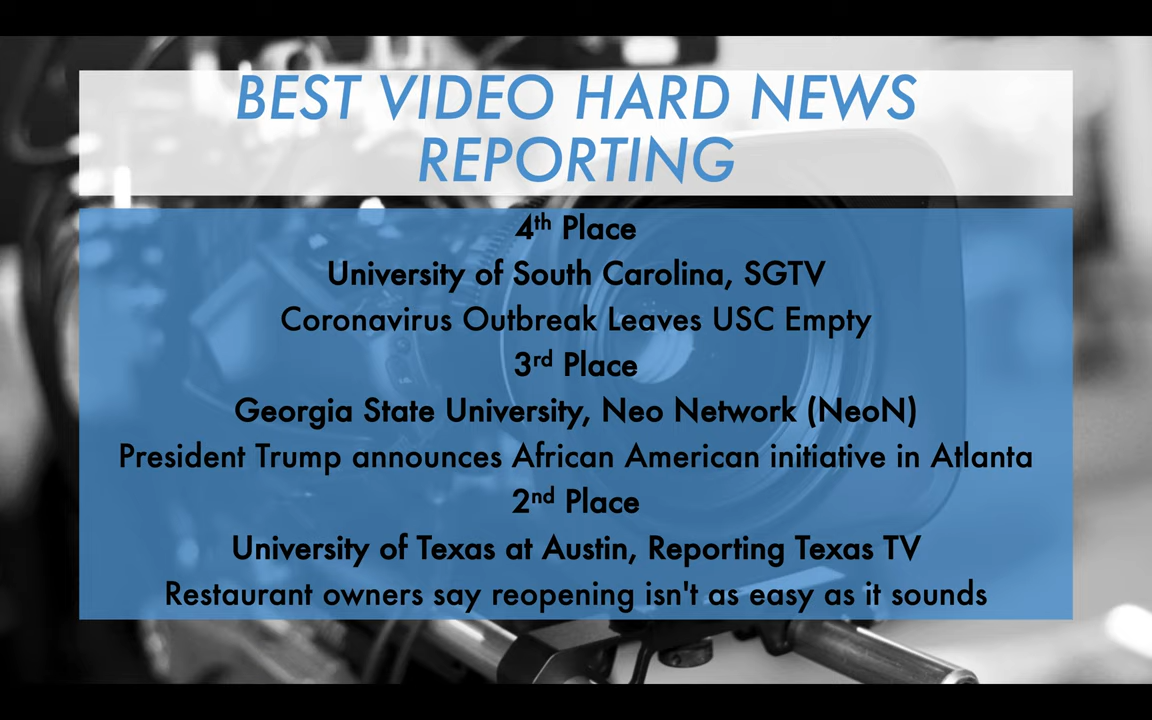 BEST VIDEO HARD NEWS
REPORTING
4th Place
University of South Carolina, SGTV
Coronavirus Outbreak Leaves USC Empty
3rd Place
Georgia State University, Neo Network (NeoN)
President Trump announces African American initiative in Atlanta
2nd Place
University of Texas at Austin, Reporting Texas TV
Restaurant owners say reopening isn't as easy as it sounds